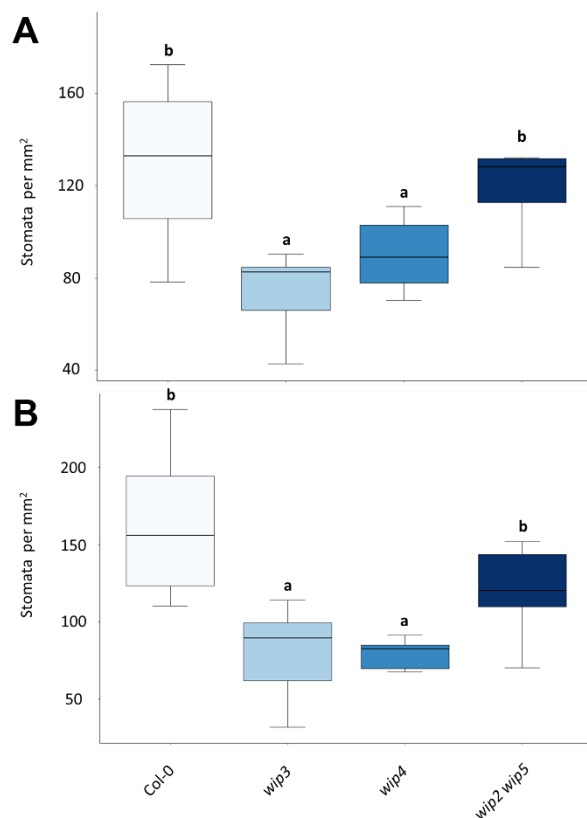 A
b
160
b
120
a
a
80
40
Stomata per mm²
B
b
200
b
150
a
a
100
50
Stomata per mm²
Col-0
wip3
wip4
wip2 wip5